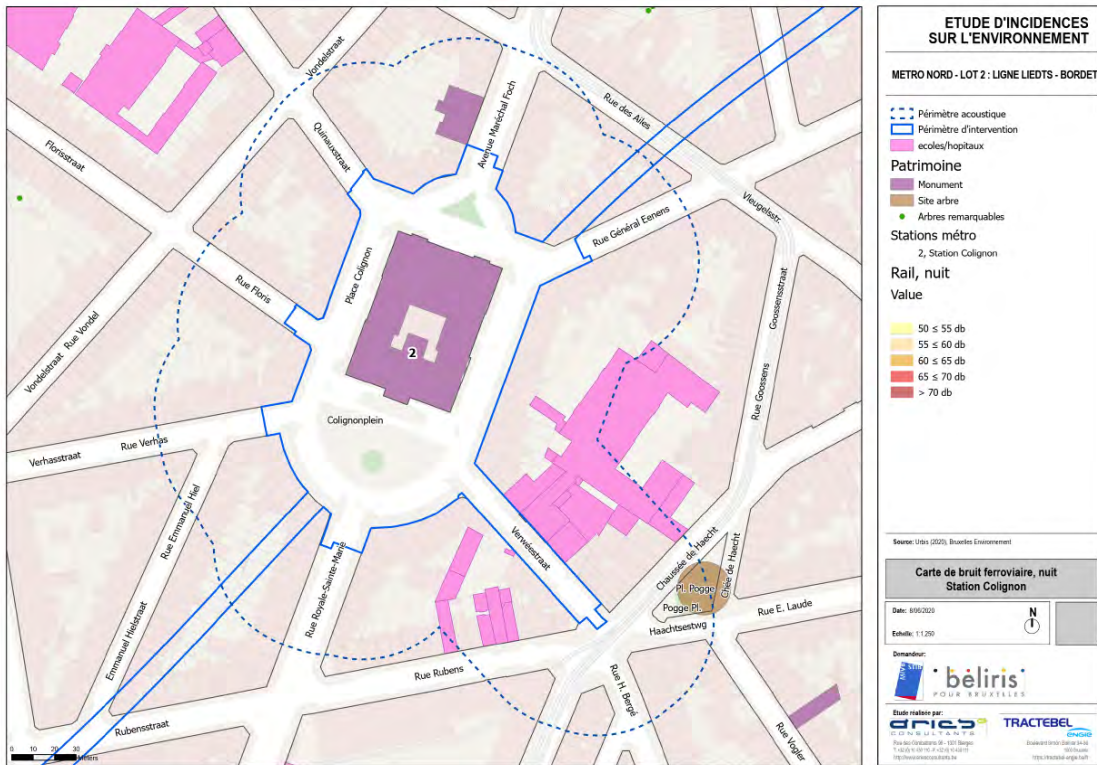 Vondelstraat
Florisstraat
Quinauxstraat
Avenue Maréchal Foch
Rue des Ailes
Vleugelsstr.
Rue Général Eenens
Place Colignon
Rue Floris
Goossensstraat
Rue Goossens
Vondelstraat
Rue Vondel
2
Colignonplein
Rue Verhas
Verhasstraat
Rue Emmanuel Hiel
Emmanuel Hielstraat
Rue Royale-Sainte-Marie
Verwéestraat
Chaussée de Haecht
Chée de Haecht
Pl. Pogge
Pogge Pl.
Haachtsestwg
Rue E. Laude
Rue Rubens
Rubensstraat
Rue H. Bergé
Rue Vogler
0 10 20 30
Meters
ETUDE D'INCIDENCES
SUR L'ENVIRONNEMENT
METRO NORD - LOT 2 : LIGNE LIEDTS - BORDET
Périmètre acoustique
Périmètre d'intervention
ecoles/hopitaux
Patrimoine
Monument
Site arbre
Arbres remarquables
Stations métro
2, Station Colignon
Rail, nuit
Value
50 ≤ 55 db
55 ≤ 60 db
60 ≤ 65 db
65 ≤ 70 db
> 70 db
Source: Urbis (2020), Bruxelles Environnement
Carte de bruit ferroviaire, nuit
Station Colignon
Date: 8/06/2020
N
Echelle: 1:1.250
Demandeur:
beliris
POUR BRUXELLES
Etude réalisée par:
aries
CONSULTANTS
TRACTEBEL
ENGIE